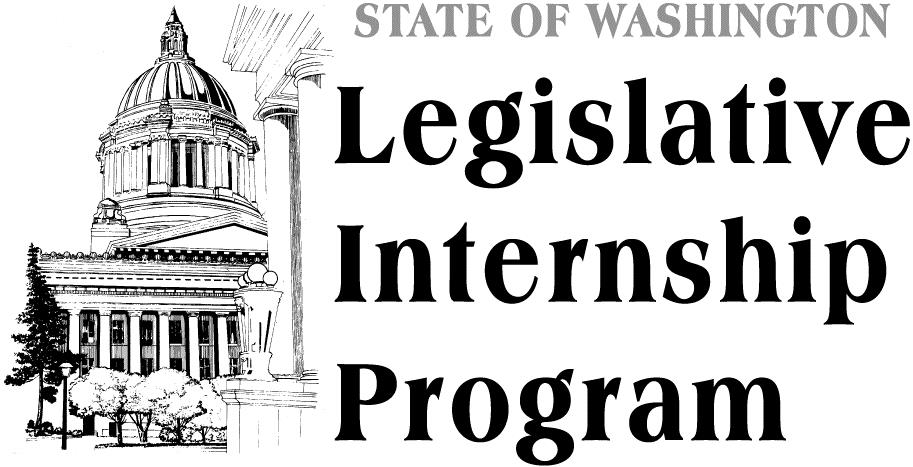 STATE OF WASHINGTON
Legislative
Internship
Program